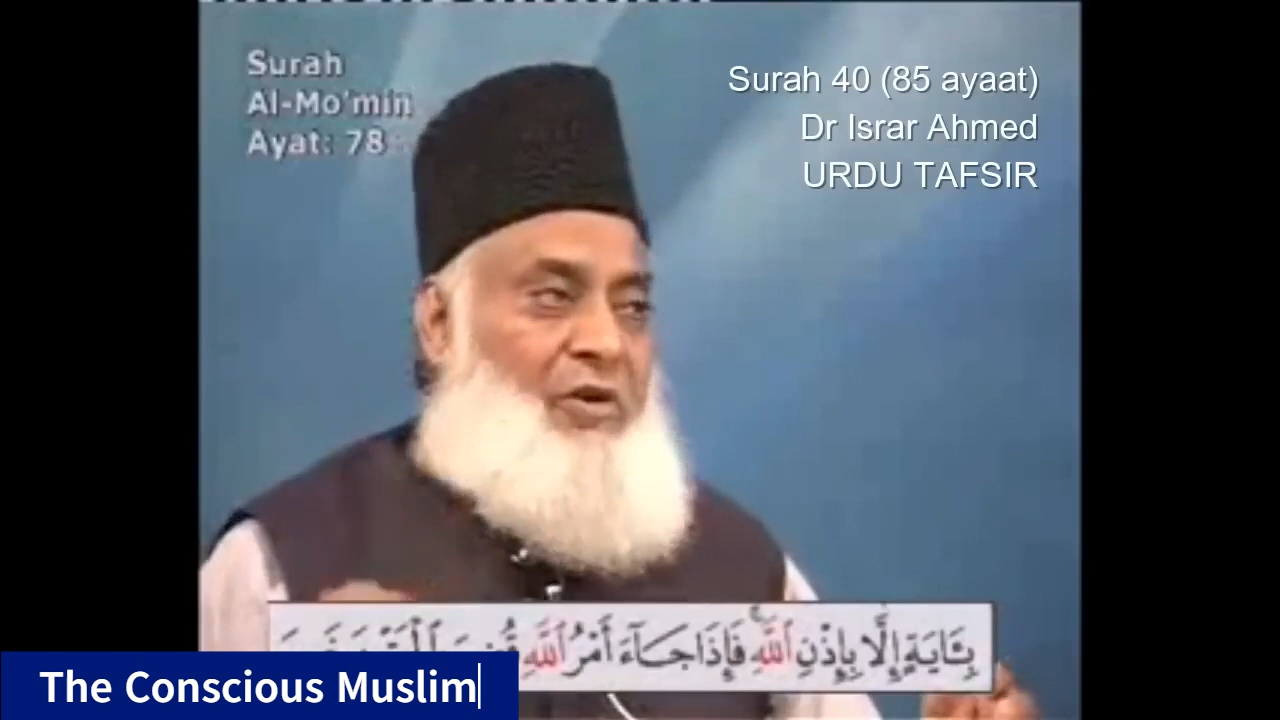 Surah
Al-Mo'min
Ayat: 78
Surah 40 (85 ayaat)
Dr Israr Ahmed
URDU TAFSIR
بِـَٔايَةٍ إِلَّا بِإِذْنِ ٱللَّهِ ۚ فَإِذَا جَآءَ أَمْرُ ٱللَّهِ
The Conscious Muslim